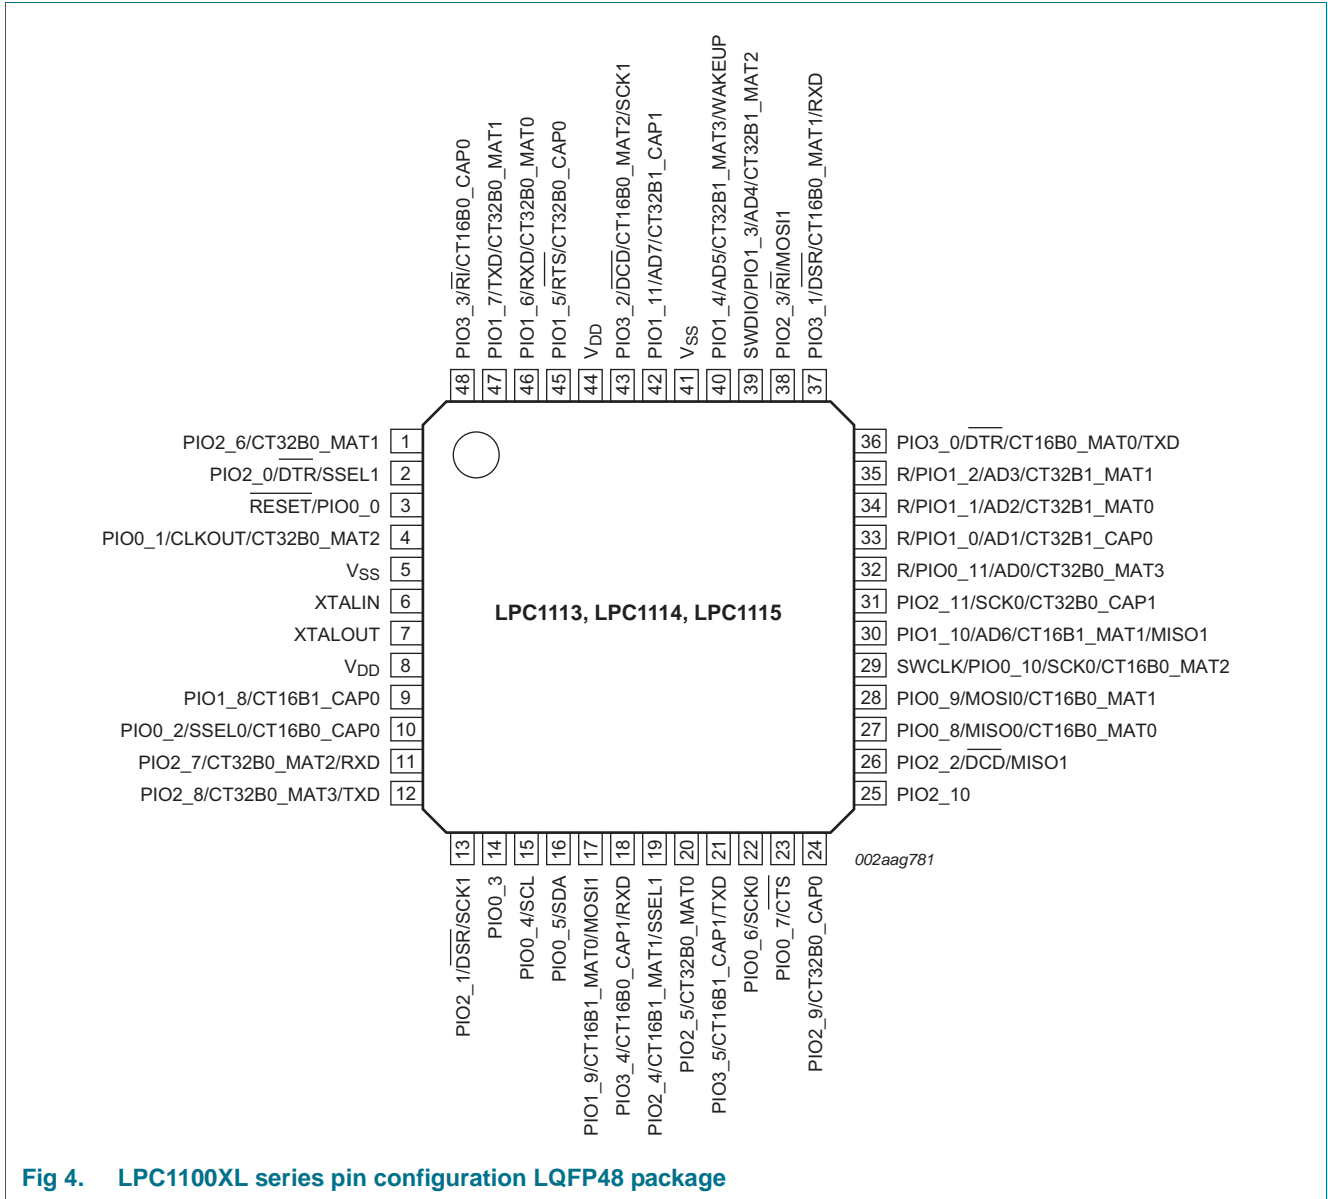 PIO3_3/RI/CT16B0_CAP0
PIO1_7/TXD/CT32B0_MAT1
PIO1_6/RXD/CT32B0_MAT0
PIO1_5/RTS/CT32B0_CAP0
VDD
PIO3_2/DCD/CT16B0_MAT2/SCK1
PIO1_11/AD7/CT32B1_CAP1
VSS
PIO1_4/AD5/CT32B1_MAT3/WAKEUP
SWDIO/PIO1_3/AD4/CT32B1_MAT2
PIO2_3/RI/MOSI1
PIO3_1/DSR/CT16B0_MAT1/RXD
48 47 46 45 44 43 42 41 40 39 38 37
PIO2_6/CT32B0_MAT1 1
PIO2_0/DTR/SSEL1 2
RESET/PIO0_0 3
PIO0_1/CLKOUT/CT32B0_MAT2 4
VSS 5
XTALIN 6
XTALOUT 7
VDD 8
PIO1_8/CT16B1_CAP0 9
PIO0_2/SSEL0/CT16B0_CAP0 10
PIO2_7/CT32B0_MAT2/RXD 11
PIO2_8/CT32B0_MAT3/TXD 12
LPC1113, LPC1114, LPC1115
36 PIO3_0/DTR/CT16B0_MAT0/TXD
35 R/PIO1_2/AD3/CT32B1_MAT1
34 R/PIO1_1/AD2/CT32B1_MAT0
33 R/PIO1_0/AD1/CT32B1_CAP0
32 R/PIO0_11/AD0/CT32B0_MAT3
31 PIO2_11/SCK0/CT32B0_CAP1
30 PIO1_10/AD6/CT16B1_MAT1/MISO1
29 SWCLK/PIO0_10/SCK0/CT16B0_MAT2
28 PIO0_9/MOSI0/CT16B0_MAT1
27 PIO0_8/MISO0/CT16B0_MAT0
26 PIO2_2/DCD/MISO1
25 PIO2_10
13 14 15 16 17 18 19 20 21 22 23 24
PIO2_1/DSR/SCK1
PIO0_3
PIO0_4/SCL
PIO0_5/SDA
PIO1_9/CT16B1_MAT0/MOSI1
PIO3_4/CT16B0_CAP1/RXD
PIO2_4/CT16B1_MAT1/SSEL1
PIO2_5/CT32B0_MAT0
PIO3_5/CT16B1_CAP1/TXD
PIO0_6/SCK0
PIO0_7/CTS
PIO2_9/CT32B0_CAP0
002aag781
Fig 4. LPC1100XL series pin configuration LQFP48 package